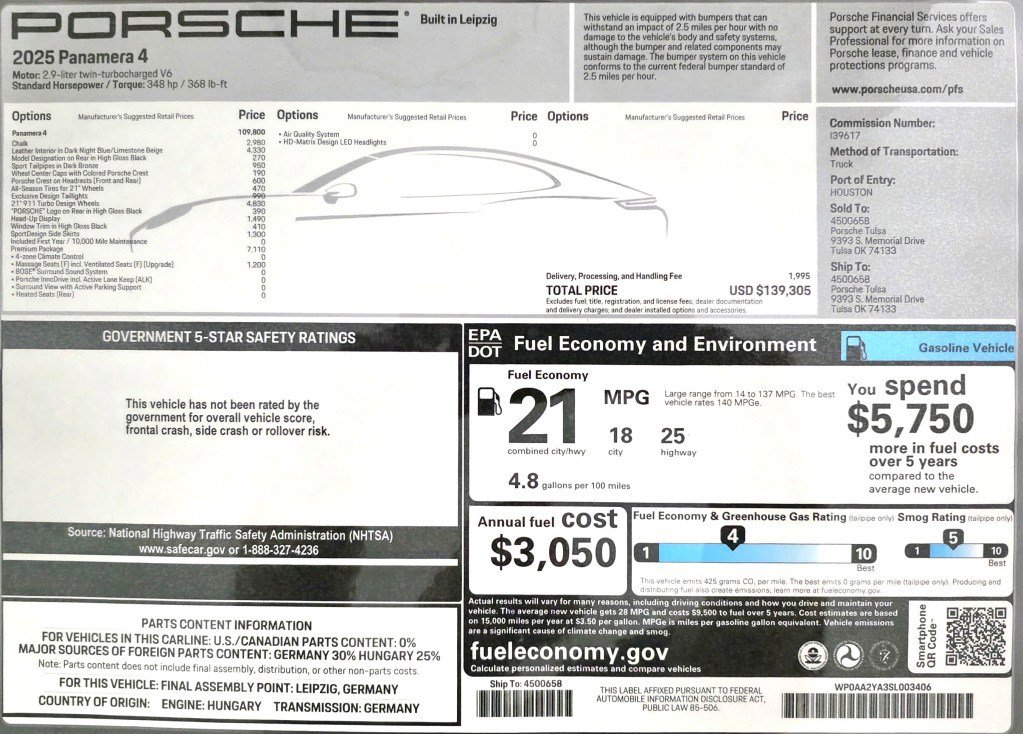 PORSCHE® Built in Leipzig
2025 Panamera 4
Motor: 2.9-liter twin-turbocharged V6
Standard Horsepower / Torque: 348 hp / 368 lb-ft
This vehicle is equipped with bumpers that can
withstand an impact of 2.5 miles per hour with no
damage to the vehicle's body and safety systems,
although the bumper and related components may
sustain damage. The bumper system on this vehicle
conforms to the current federal bumper standard of
2.5 miles per hour.
Porsche Financial Services offers
support at every turn. Ask your Sales
Professional for more information on
Porsche lease, finance and vehicle
protections programs.
www.porscheusa.com/pfs
Options Manufacturer's Suggested Retail Prices Price
Panamera 4 109,800
Chalk 2,980
Leather Interior in Dark Night Blue/Limestone Beige 4,330
Model Designation on Rear in High Gloss Black 270
Sport Tailpipes in Dark Bronze 960
Wheel Center Caps with Colored Porsche Crest 190
Porsche Crest on Headrests (Front and Rear) 600
All-Season Tires for 21" Wheels 470
Exclusive Design Taillights 990
21" 911 Turbo Design Wheels 4,830
"PORSCHE" Logo on Rear in High Gloss Black 390
Head-Up Display 1,490
Window Trim in High Gloss Black 410
SportDesign Side Skirts 1,300
Included First Year / 10,000 Mile Maintenance 0
Premium Package 7,110
• 4-zone Climate Control 0
• Massage Seats (F) incl. Ventilated Seats (F) (Upgrade) 1,200
• BOSE® Surround Sound System 0
• Porsche InnoDrive incl. Active Lane Keep (ALK) 0
• Surround View with Active Parking Support 0
• Heated Seats (Rear) 0
Options Manufacturer's Suggested Retail Prices Price
• Air Quality System 0
• HD-Matrix Design LED Headlights 0
Options Manufacturer's Suggested Retail Prices Price
Delivery, Processing, and Handling Fee 1,995
TOTAL PRICE USD $139,305
Excludes fuel; title, registration, and license fees; dealer documentation
and delivery charges; and dealer installed options and accessories.
Commission Number:
I39617
Method of Transportation:
Truck
Port of Entry:
HOUSTON
Sold To:
4500658
Porsche Tulsa
9393 S. Memorial Drive
Tulsa OK 74133
Ship To:
4500658
Porsche Tulsa
9393 S. Memorial Drive
Tulsa OK 74133
GOVERNMENT 5-STAR SAFETY RATINGS
This vehicle has not been rated by the
government for overall vehicle score,
frontal crash, side crash or rollover risk.
Source: National Highway Traffic Safety Administration (NHTSA)
www.safecar.gov or 1-888-327-4236
PARTS CONTENT INFORMATION
FOR VEHICLES IN THIS CARLINE: U.S./CANADIAN PARTS CONTENT: 0%
MAJOR SOURCES OF FOREIGN PARTS CONTENT: GERMANY 30% HUNGARY 25%
Note: Parts content does not include final assembly, distribution, or other non-parts costs.
FOR THIS VEHICLE: FINAL ASSEMBLY POINT: LEIPZIG, GERMANY
COUNTRY OF ORIGIN: ENGINE: HUNGARY TRANSMISSION: GERMANY
EPA
DOT
Fuel Economy and Environment
Gasoline Vehicle
Fuel Economy
21 MPG
combined city/hwy
18 city
25 highway
Large range from 14 to 137 MPG. The best
vehicle rates 140 MPGe.
4.8 gallons per 100 miles
You spend
$5,750
more in fuel costs
over 5 years
compared to the
average new vehicle.
Annual fuel cost
$3,050
Fuel Economy & Greenhouse Gas Rating (tailpipe only)
1 4 10
Best
Smog Rating (tailpipe only)
1 5 10
Best
This vehicle emits 425 grams CO₂ per mile. The best emits 0 grams per mile (tailpipe only). Producing and
distributing fuel also create emissions; learn more at fueleconomy.gov.
Actual results will vary for many reasons, including driving conditions and how you drive and maintain your
vehicle. The average new vehicle gets 28 MPG and costs $9,500 to fuel over 5 years. Cost estimates are based
on 15,000 miles per year at $3.50 per gallon. MPGe is miles per gasoline gallon equivalent. Vehicle emissions
are a significant cause of climate change and smog.
fueleconomy.gov
Calculate personalized estimates and compare vehicles
Smartphone
QR Code™
Ship To: 4500658
THIS LABEL AFFIXED PURSUANT TO FEDERAL
AUTOMOBILE INFORMATION DISCLOSURE ACT,
PUBLIC LAW 85-506.
WP0AA2YA3SL003406